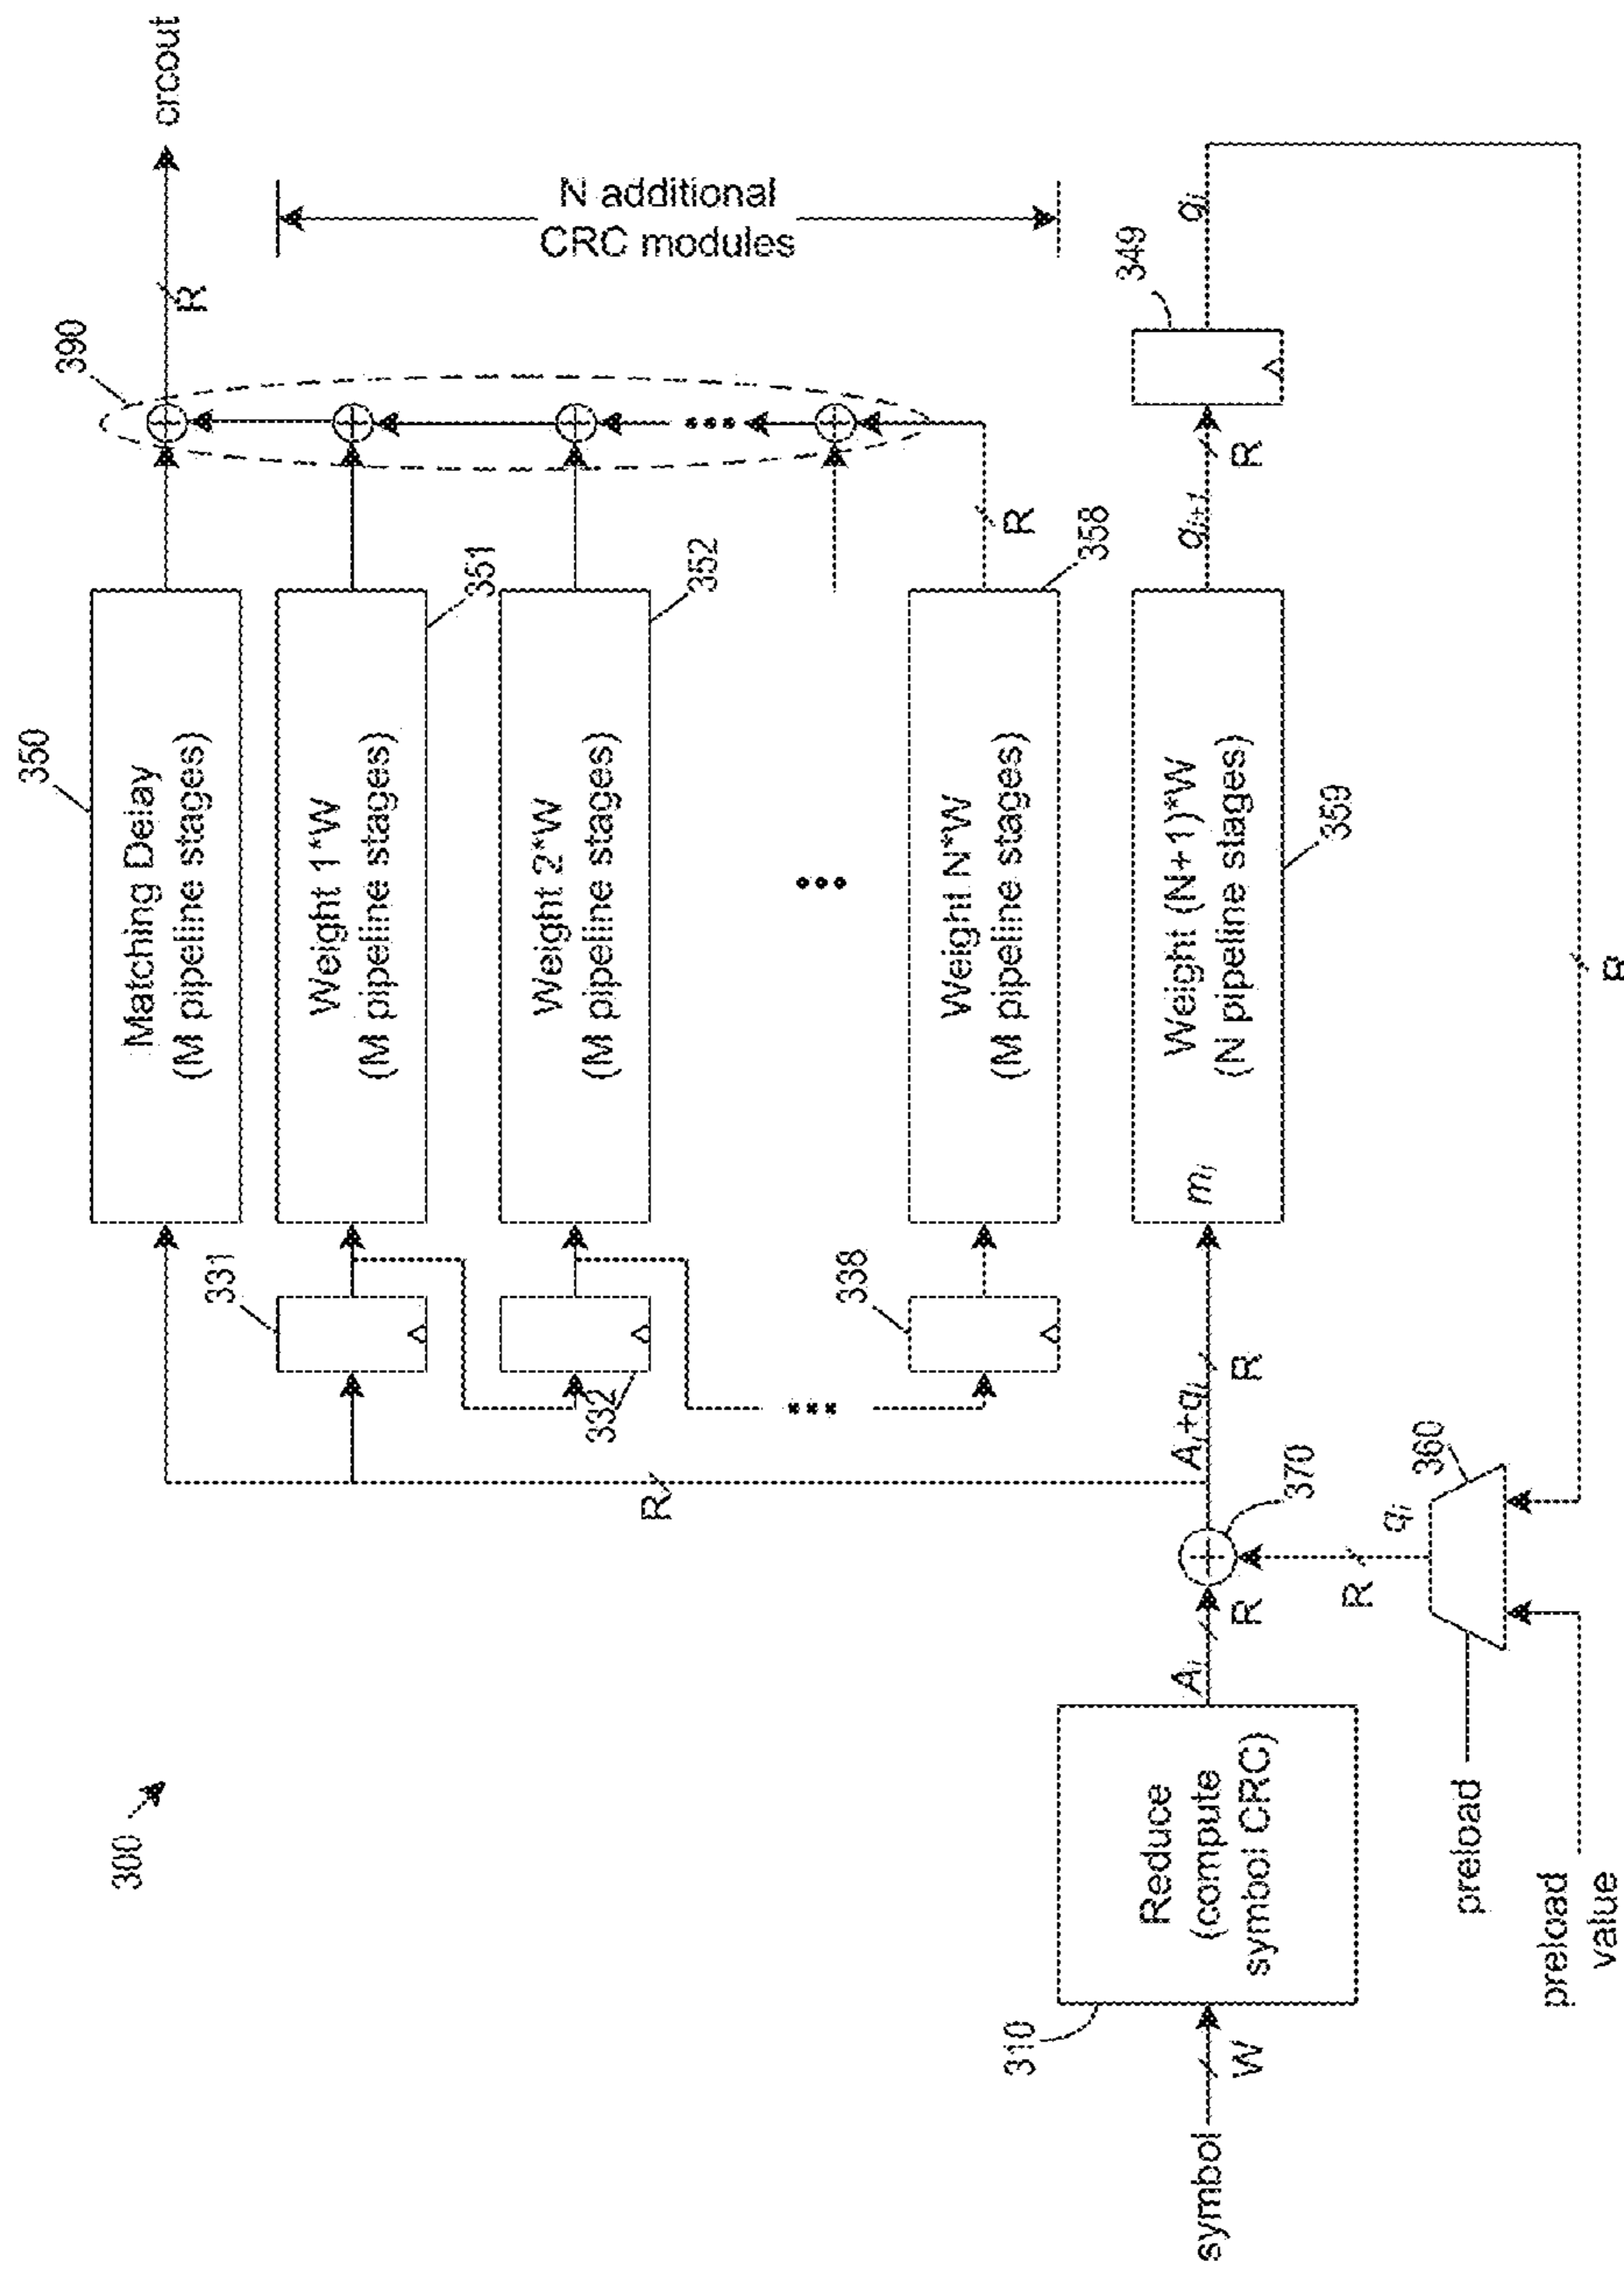 300
symbol
W
310
Reduce
(compute
symbol CRC)
Aᵢ
R
370
preload
preload
value
360
qᵢ
R
R
Aᵢ+qᵢ
R
R
331
332
338
350
Matching Delay
(M pipeline stages)
Weight 1*W
(M pipeline stages)
351
Weight 2*W
(M pipeline stages)
352
•••
Weight N*W
(M pipeline stages)
358
R
mᵢ
Weight (N+1)*W
(N pipeline stages)
359
qᵢ₊₁
R
349
qᵢ
390
R
crcout
N additional
CRC modules